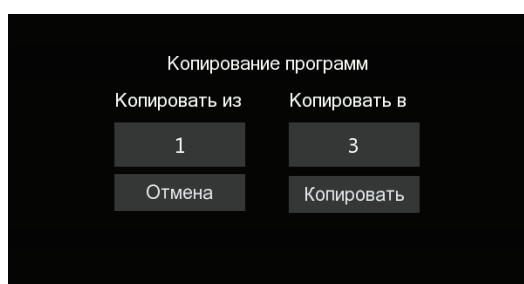 Копирование программ
Копировать из Копировать в
1 3
Отмена Копировать